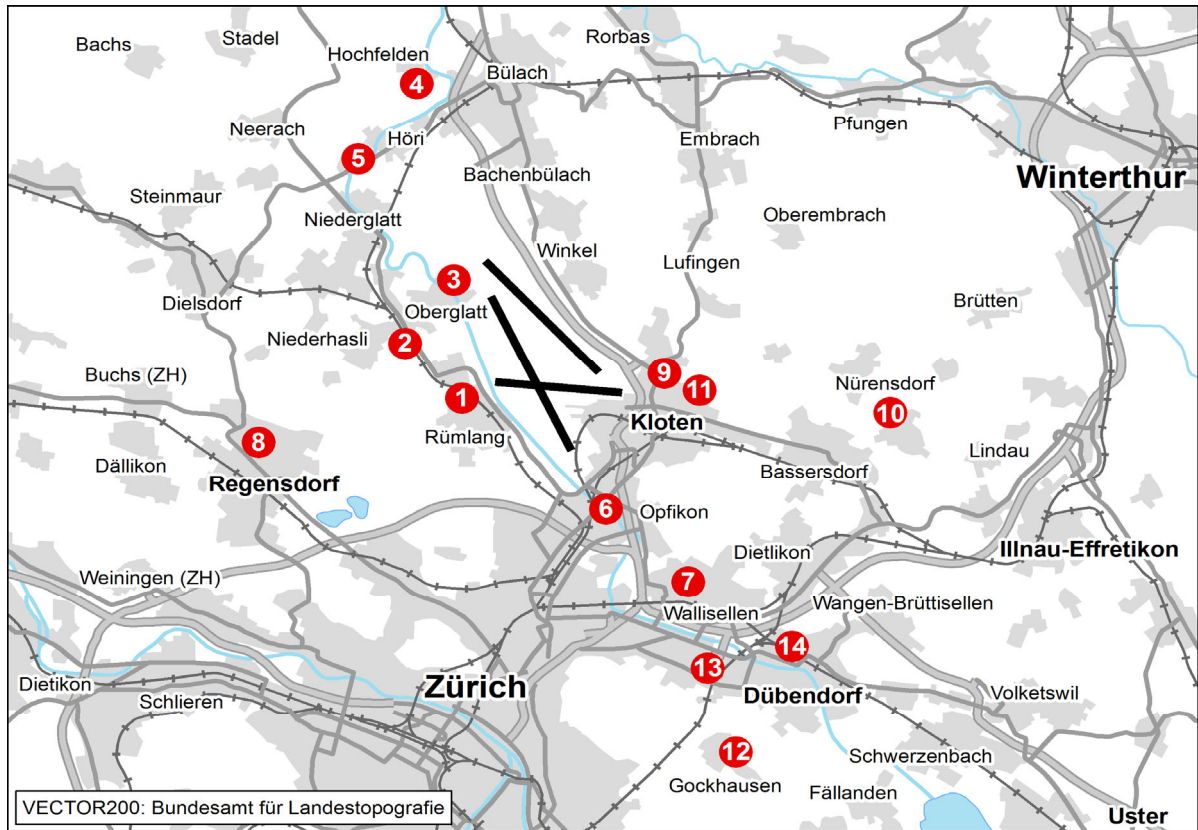 Bachs
Stadel
Rorbas
Hochfelden
4
Bülach
Neerach
Höri
Embrach
Pfungen
5
Bachenbülach
Winterthur
Steinmaur
Niederglatt
Oberembrach
Winkel
Lufingen
3
Dielsdorf
Oberglatt
Brütten
Niederhasli
2
Buchs (ZH)
9
11
Nürensdorf
1
10
Kloten
Rümlang
8
Dällikon
Lindau
Bassersdorf
Regensdorf
6
Opfikon
Dietlikon
Illnau-Effretikon
Weiningen (ZH)
7
Wallisellen
Wangen-Brüttisellen
14
13
Dietikon
Zürich
Dübendorf
Volketswil
Schlieren
12
Schwerzenbach
Gockhausen
Fällanden
VECTOR200: Bundesamt für Landestopografie
Uster